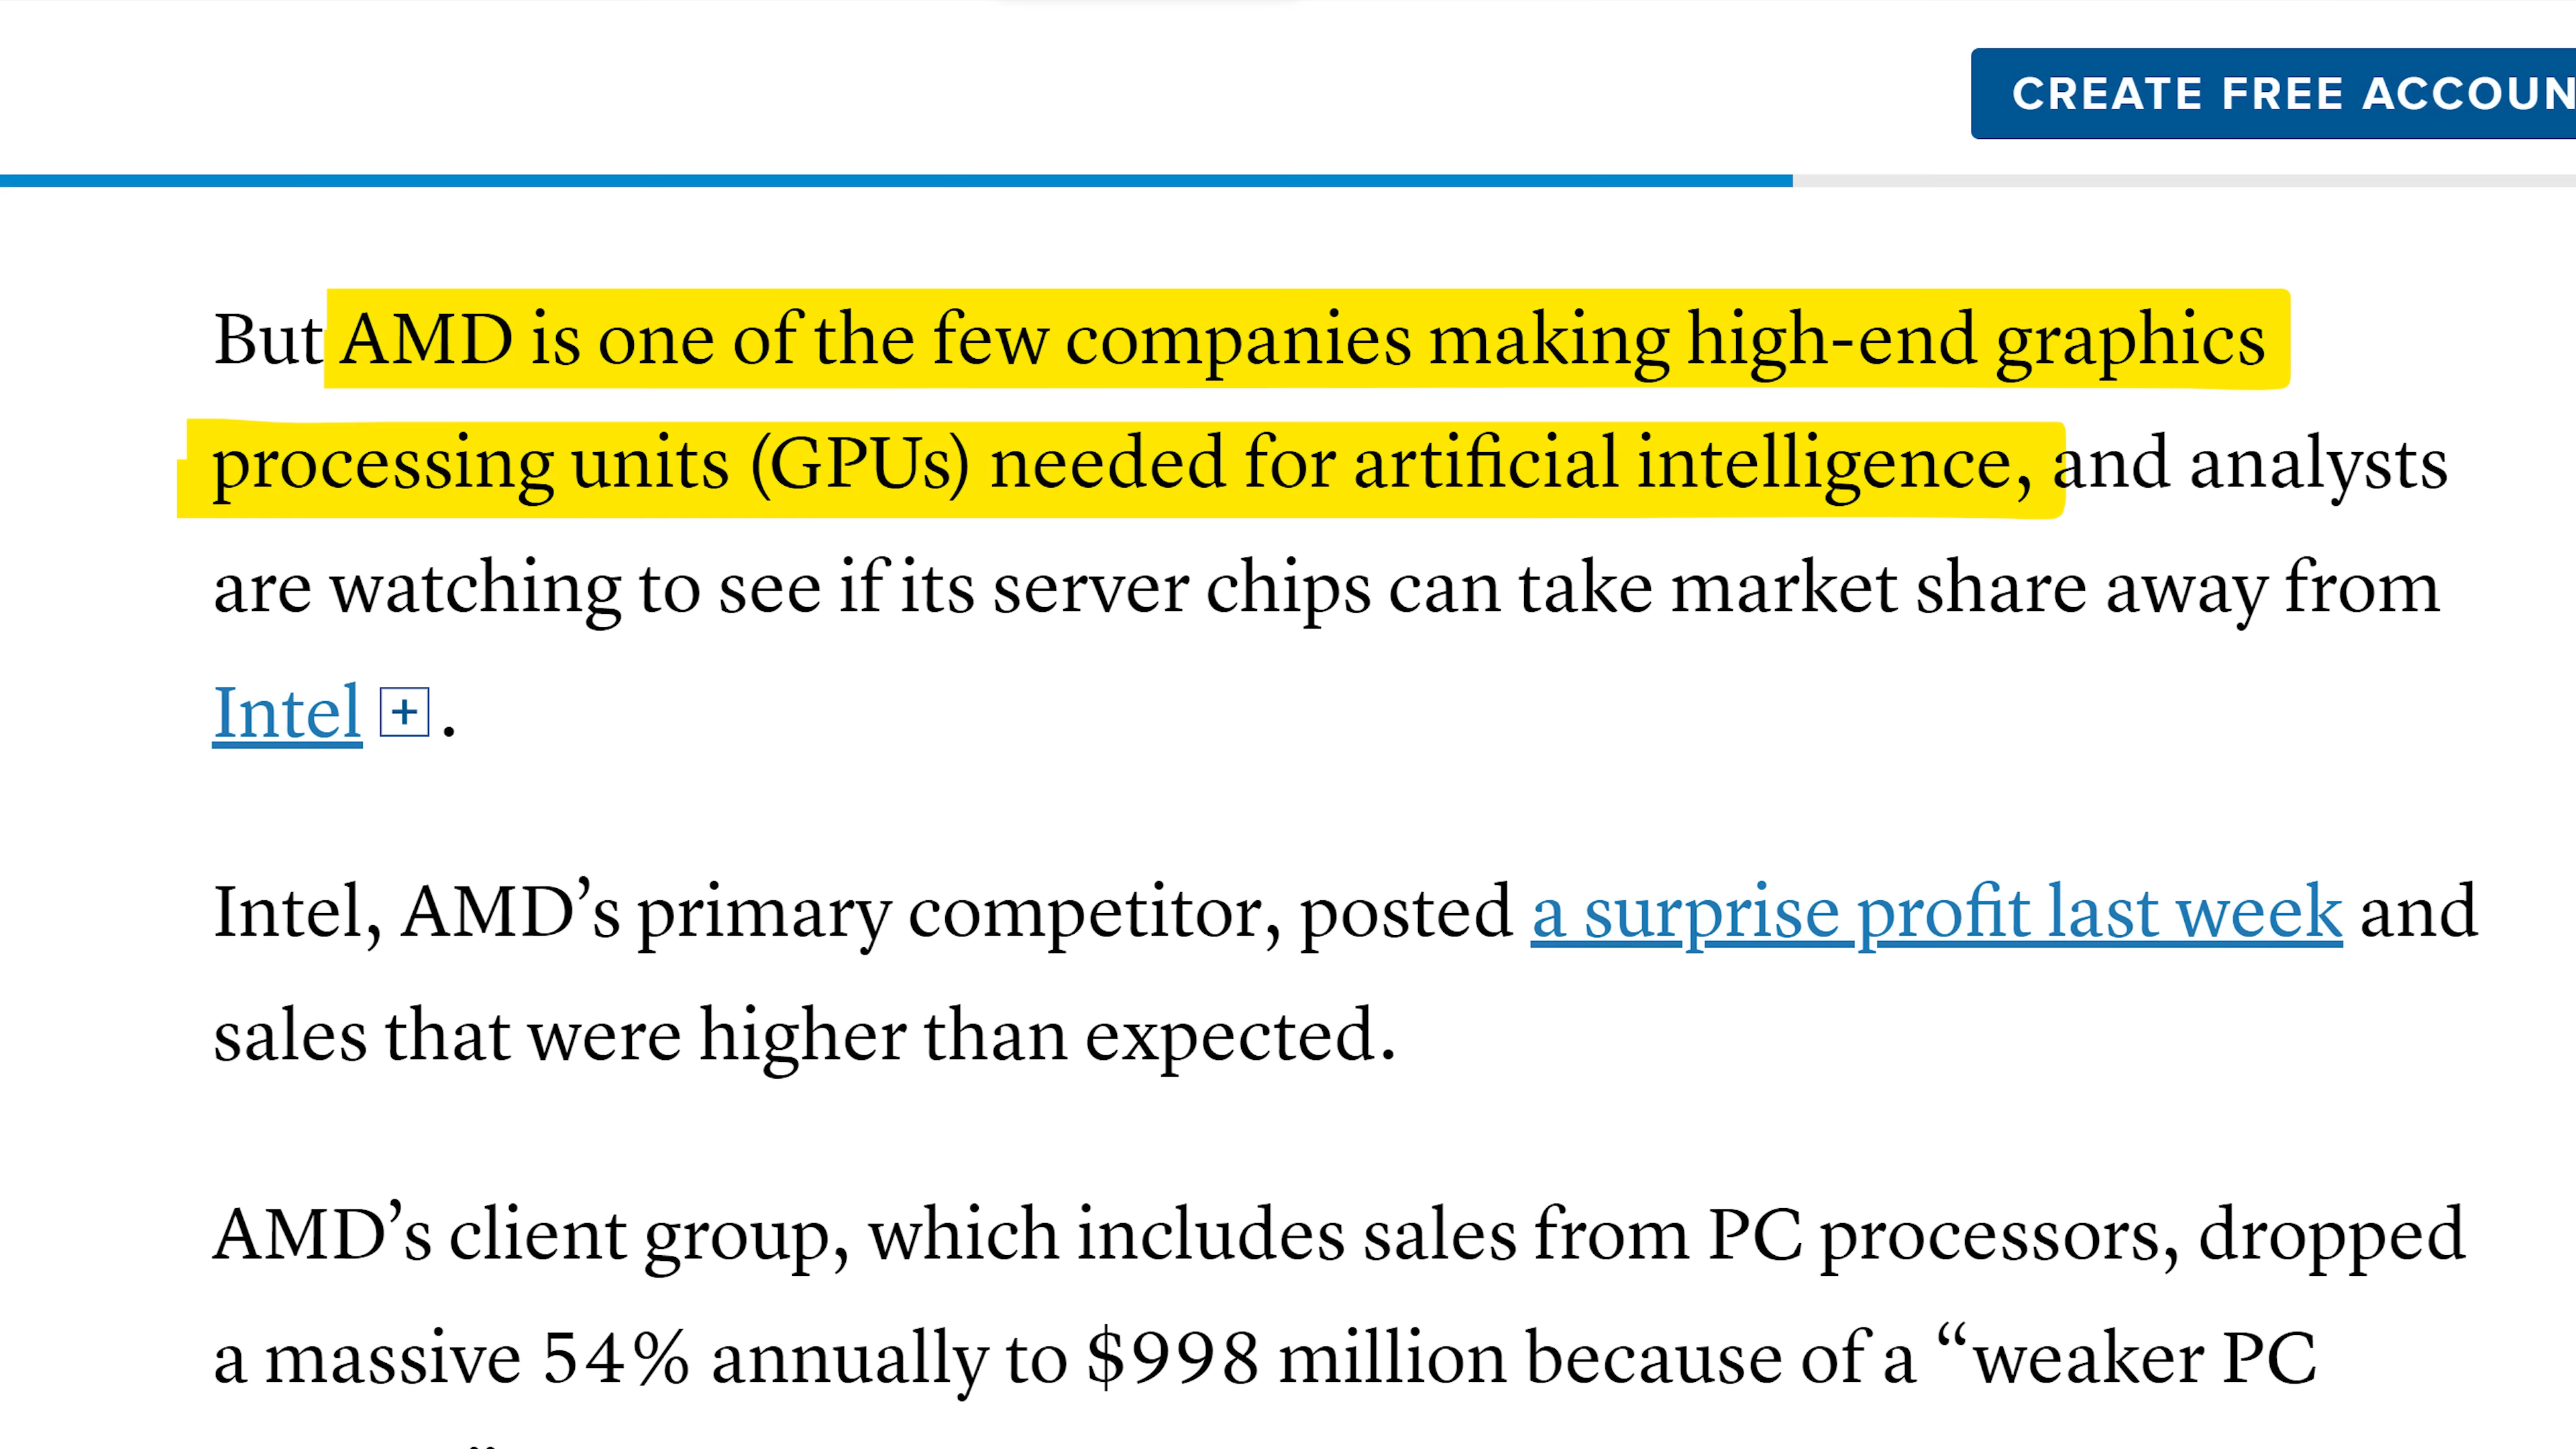 CREATE FREE ACCOUN
But AMD is one of the few companies making high-end graphics
processing units (GPUs) needed for artificial intelligence, and analysts
are watching to see if its server chips can take market share away from
Intel + .
Intel, AMD’s primary competitor, posted a surprise profit last week and
sales that were higher than expected.
AMD’s client group, which includes sales from PC processors, dropped
a massive 54% annually to $998 million because of a “weaker PC